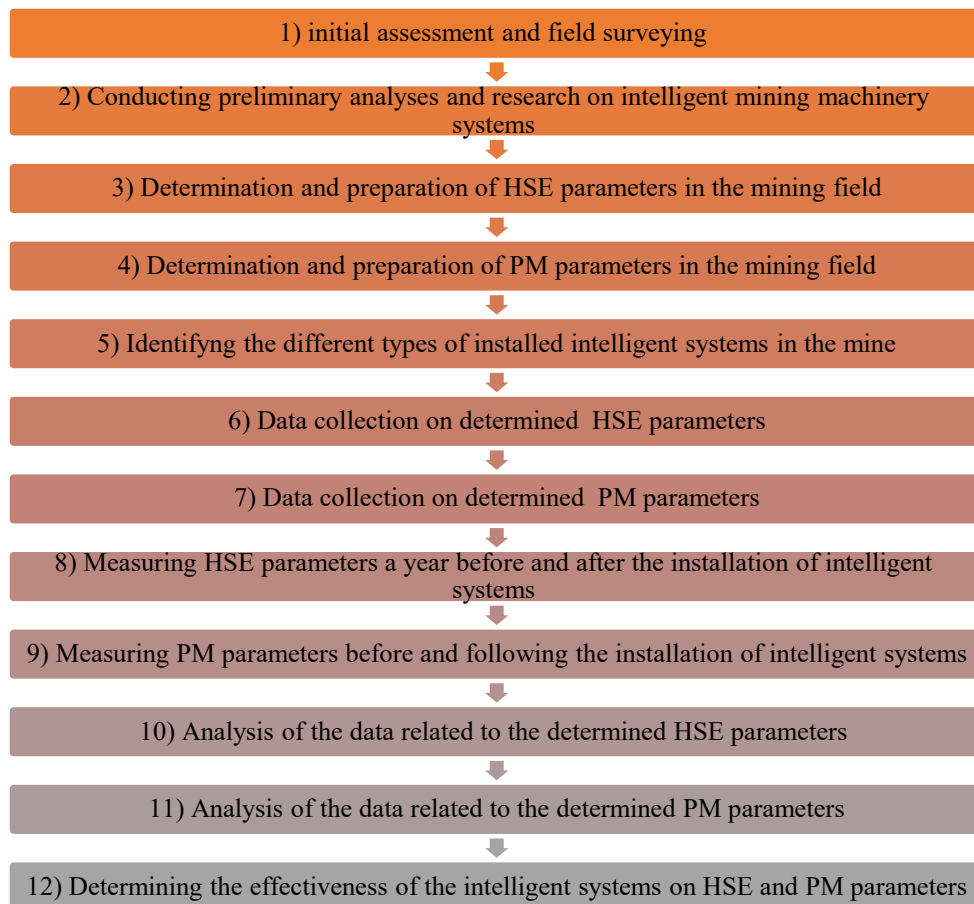 1) initial assessment and field surveying
2) Conducting preliminary analyses and research on intelligent mining machinery
systems
3) Determination and preparation of HSE parameters in the mining field
4) Determination and preparation of PM parameters in the mining field
5) Identifyng the different types of installed intelligent systems in the mine
6) Data collection on determined  HSE parameters
7) Data collection on determined  PM parameters
8) Measuring HSE parameters a year before and after the installation of intelligent
systems
9) Measuring PM parameters before and following the installation of intelligent systems
10) Analysis of the data related to the determined HSE parameters
11) Analysis of the data related to the determined PM parameters
12) Determining the effectiveness of the intelligent systems on HSE and PM parameters